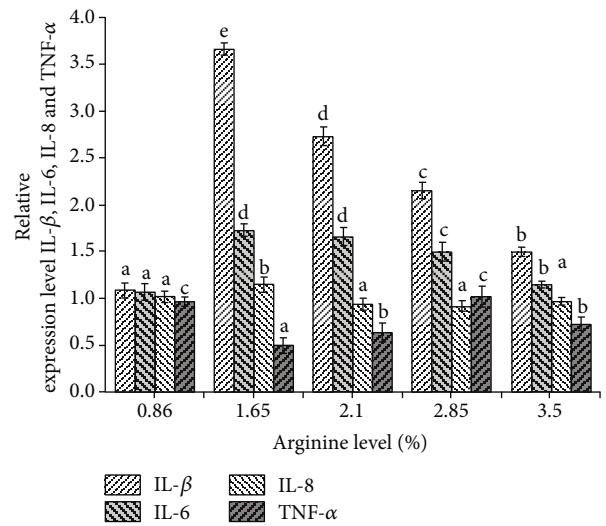 Relative
expression level IL-β, IL-6, IL-8 and TNF-α
4.0
3.5
3.0
2.5
2.0
1.5
1.0
0.5
0.0
a a a c
e d b a
d d a b
c c a c
b b a b
0.86 1.65 2.1 2.85 3.5
Arginine level (%)
IL-β IL-8
IL-6 TNF-α